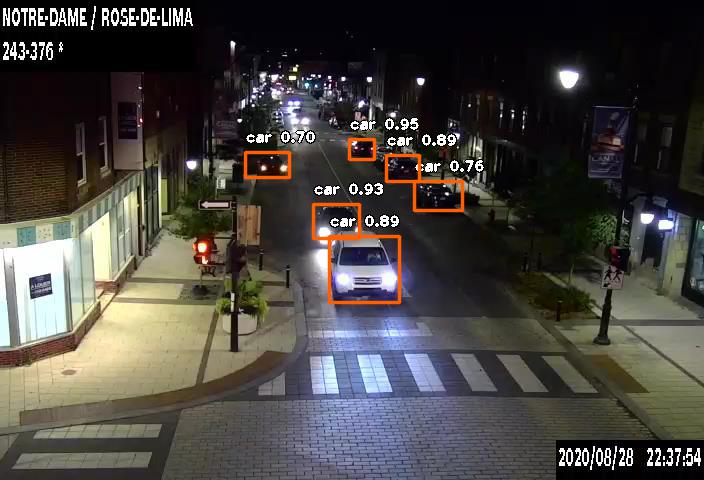 NOTRE-DAME / ROSE-DE-LIMA
243-376 *
car 0.95
car 0.70
car 0.89
car 0.76
car 0.93
car 0.89
A LOUER
2020/08/28 22:37:54